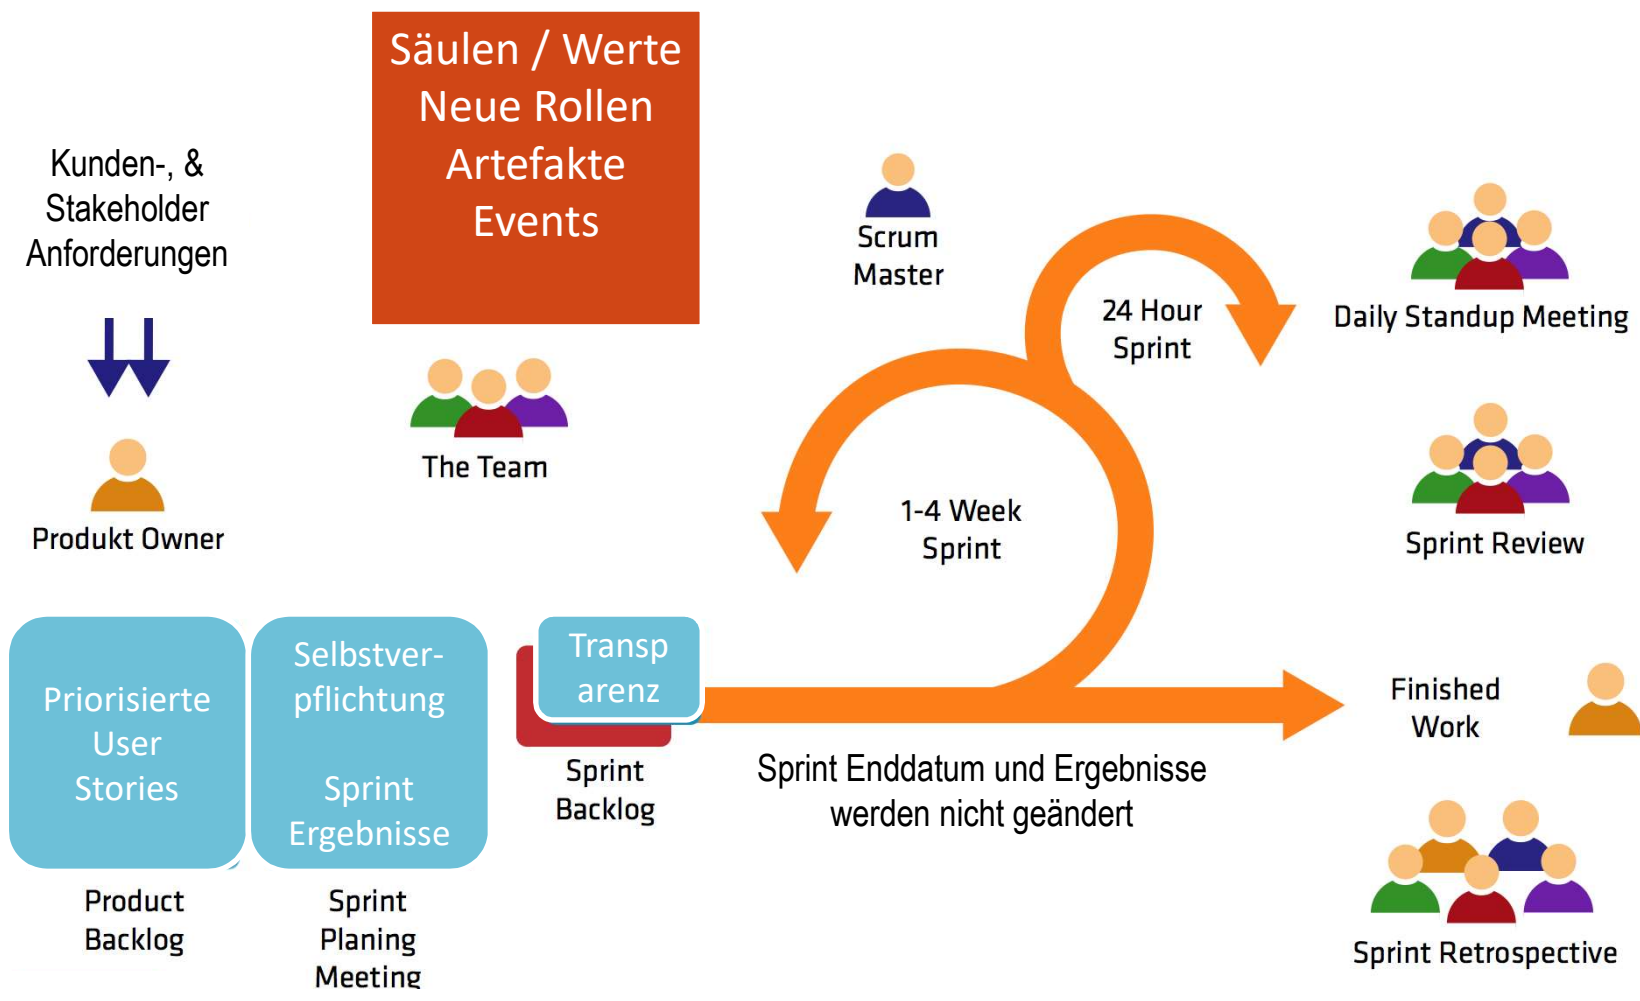 Säulen / Werte
Neue Rollen
Artefakte
Events
Kunden-, &
Stakeholder
Anforderungen
Produkt Owner
The Team
Scrum
Master
24 Hour
Sprint
1-4 Week
Sprint
Daily Standup Meeting
Sprint Review
Priorisierte
User
Stories
Product
Backlog
Selbstver-
pflichtung
Sprint
Ergebnisse
Sprint
Planing
Meeting
Transp
arenz
Sprint
Backlog
Sprint Enddatum und Ergebnisse
werden nicht geändert
Finished
Work
Sprint Retrospective